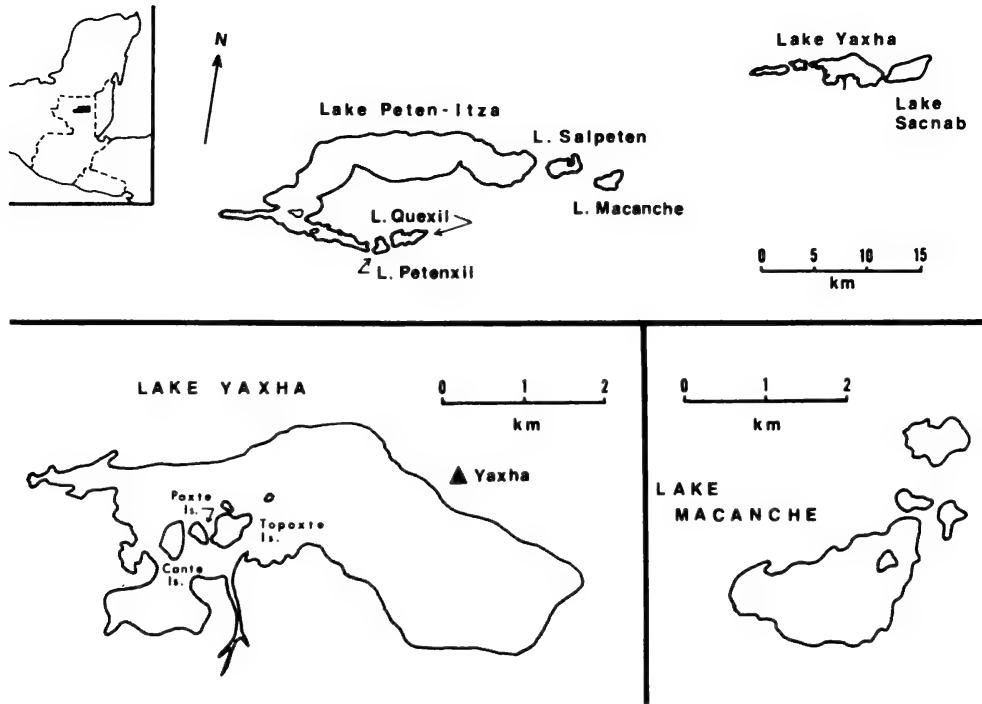 N
Lake Yaxha
Lake Peten-Itza
Lake
Sacnab
L. Salpeten
L. Macanche
L. Quexil
L. Petenxil
0 5 10 15
km
LAKE YAXHA
0 1 2
km
Yaxha
Paxte
Is.
Topoxte
Is.
Cante
Is.
0 1 2
km
LAKE
MACANCHE